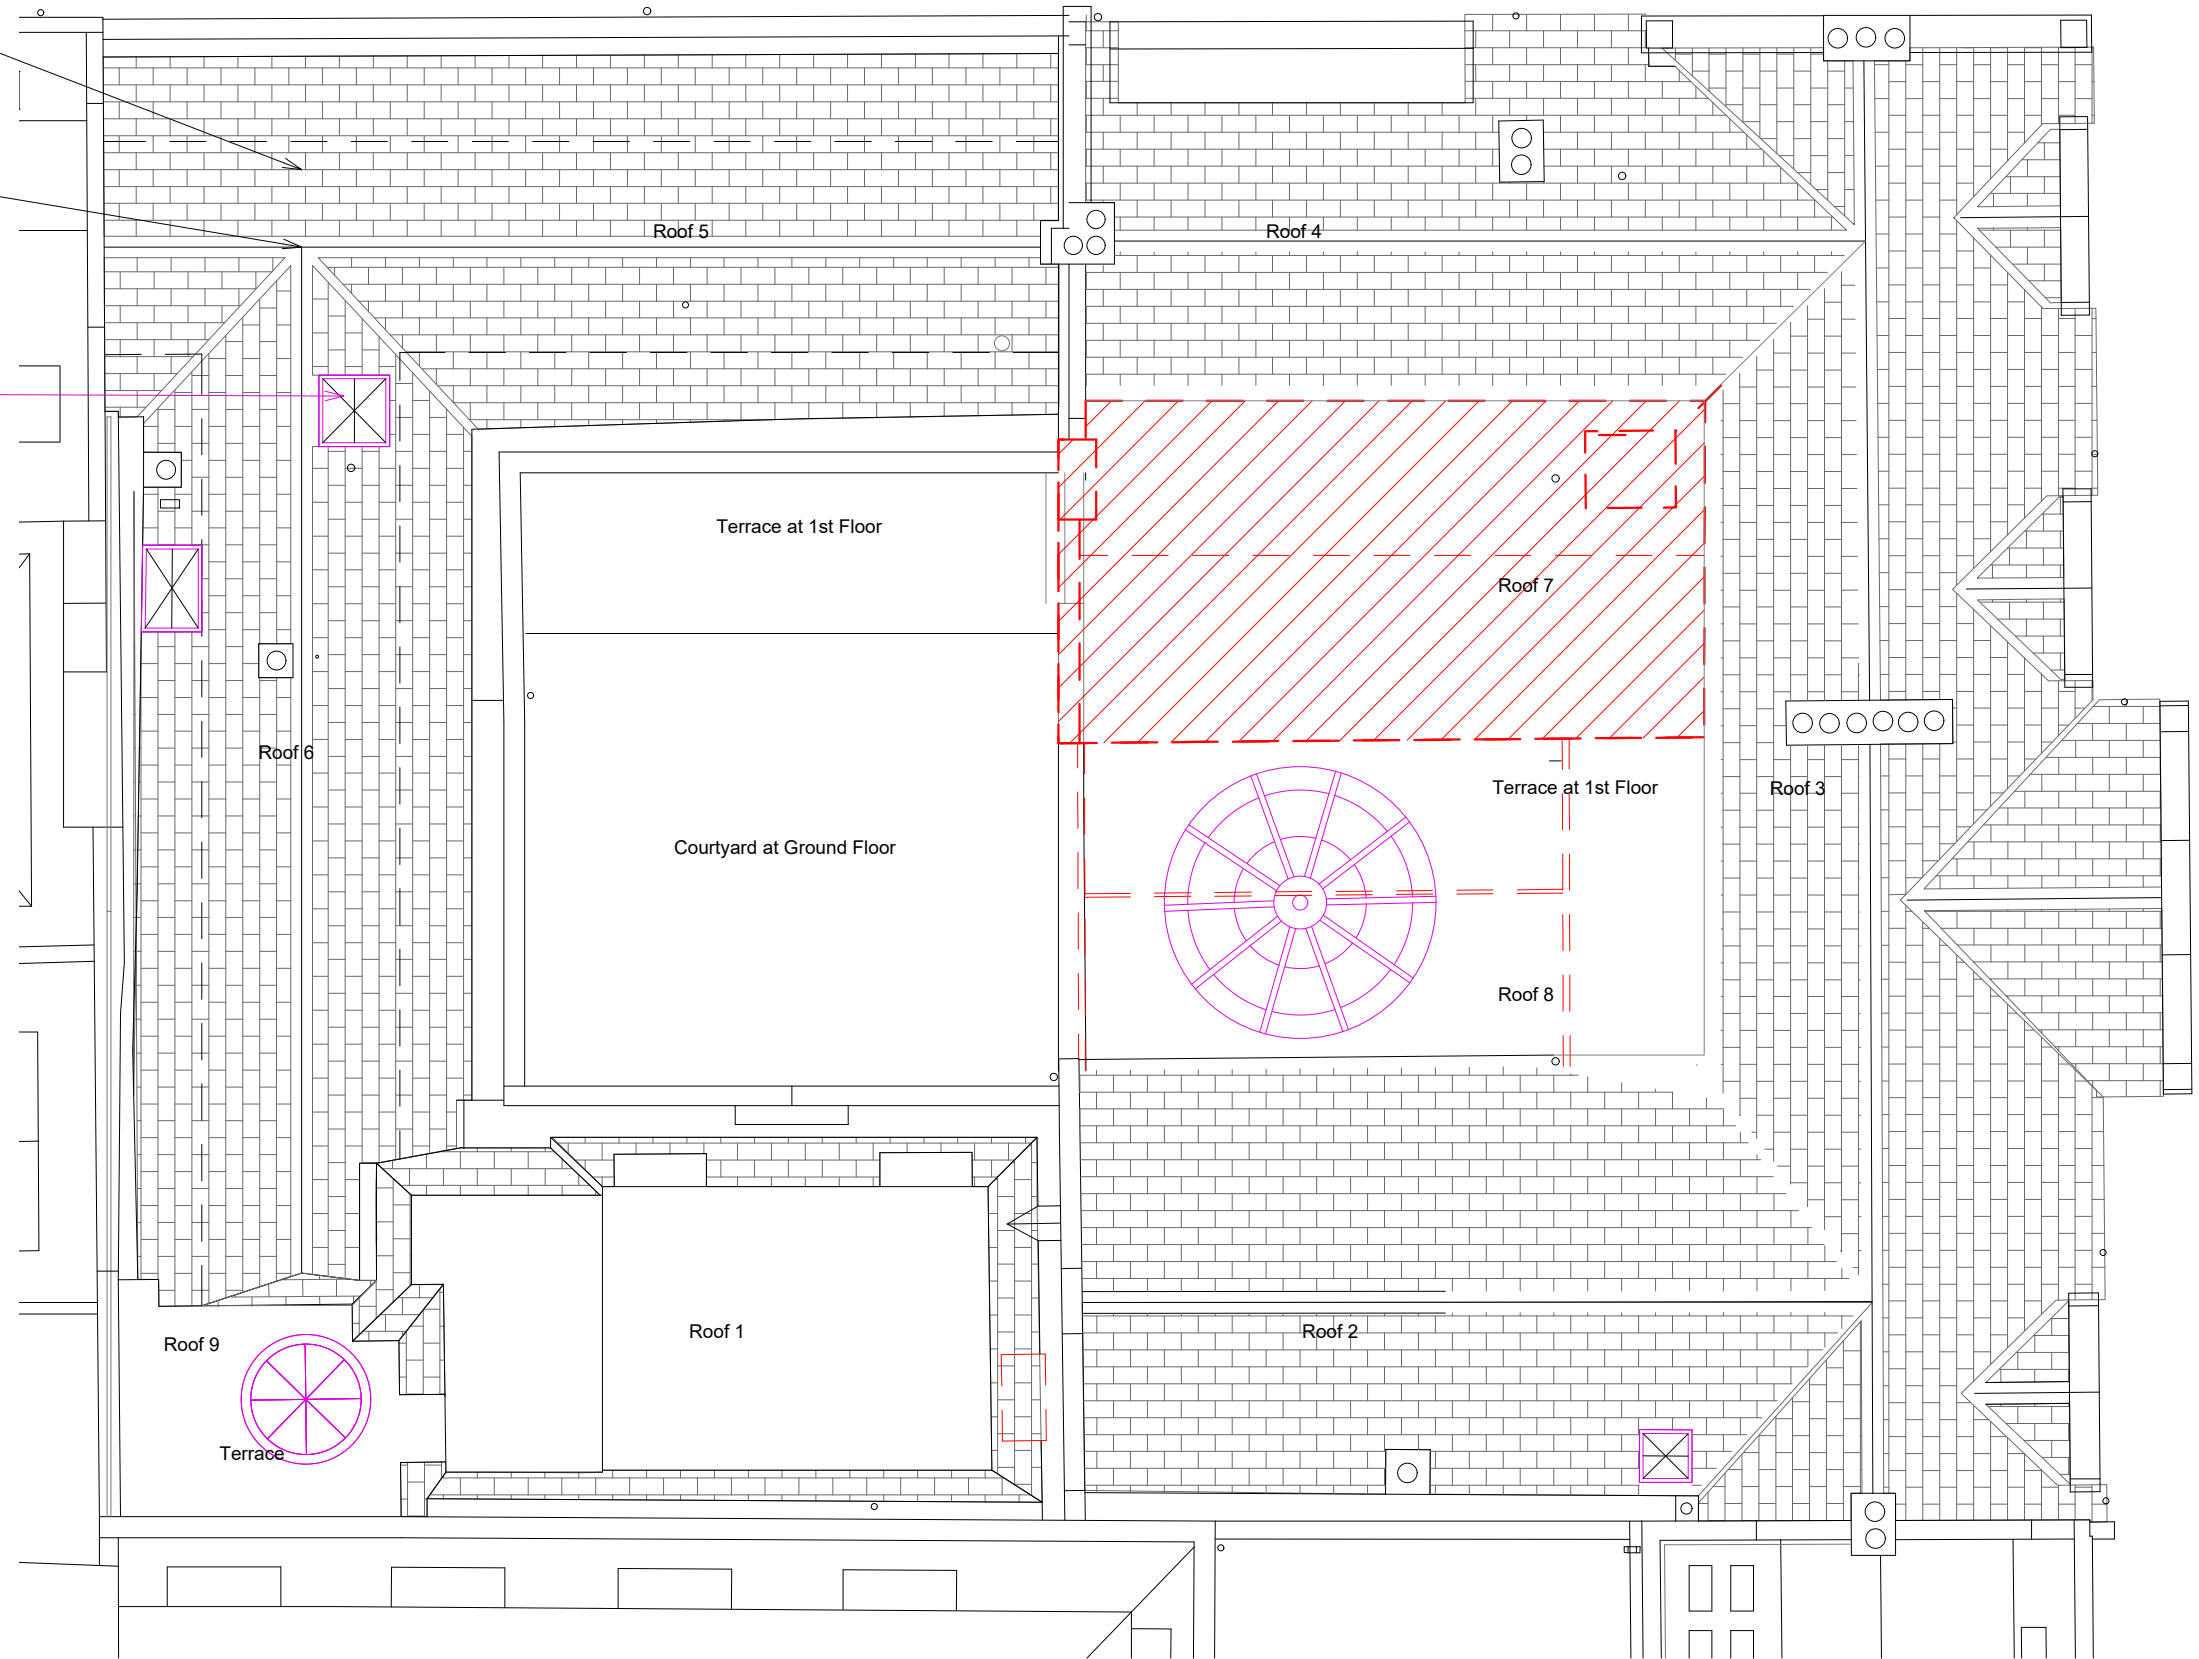 Roof 5
Roof 4
Terrace at 1st Floor
Roof 7
Roof 6
Terrace at 1st Floor
Roof 3
Courtyard at Ground Floor
Roof 8
Roof 9
Roof 1
Roof 2
Terrace